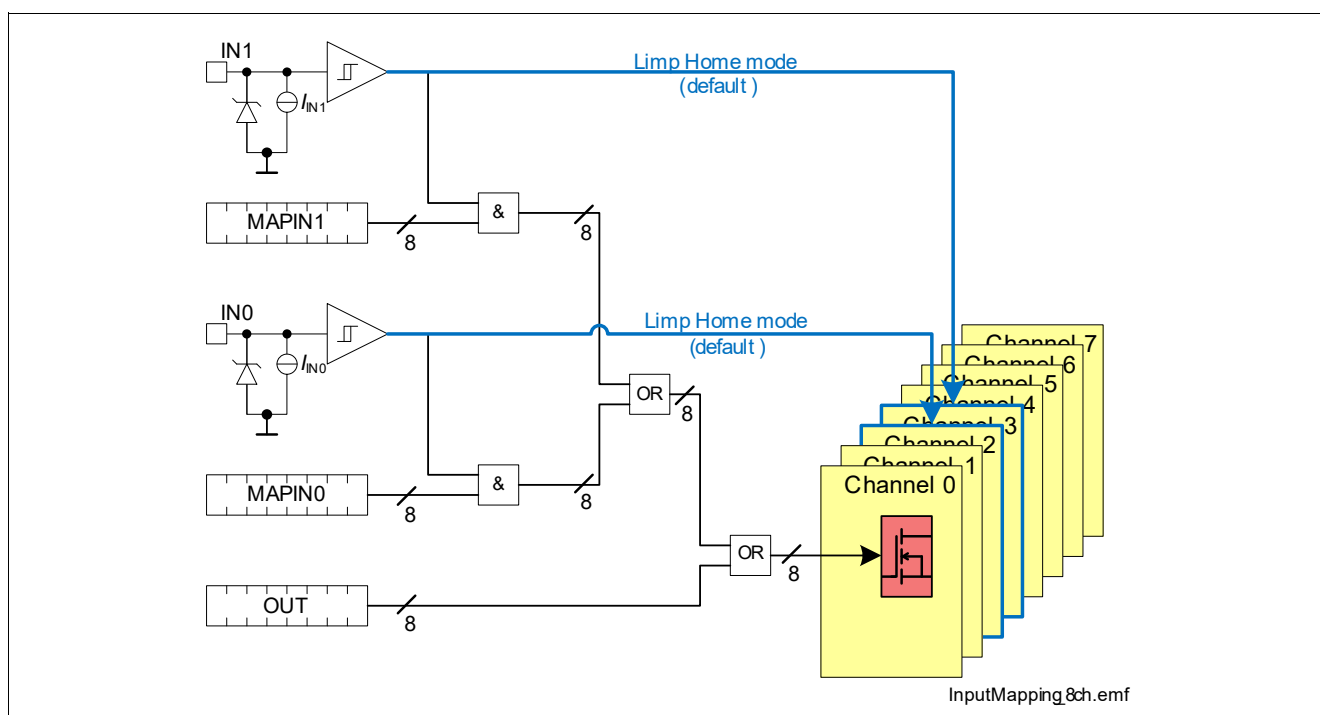 IN1
Limp Home mode
(default )
I_IN1
MAPIN1
8
&
8
IN0
Limp Home mode
(default )
I_IN0
Channel 7
Channel 6
Channel 5
Channel 4
Channel 3
Channel 2
Channel 1
Channel 0
OR
8
MAPIN0
8
&
8
OR
8
OUT
8
InputMapping_8ch.emf